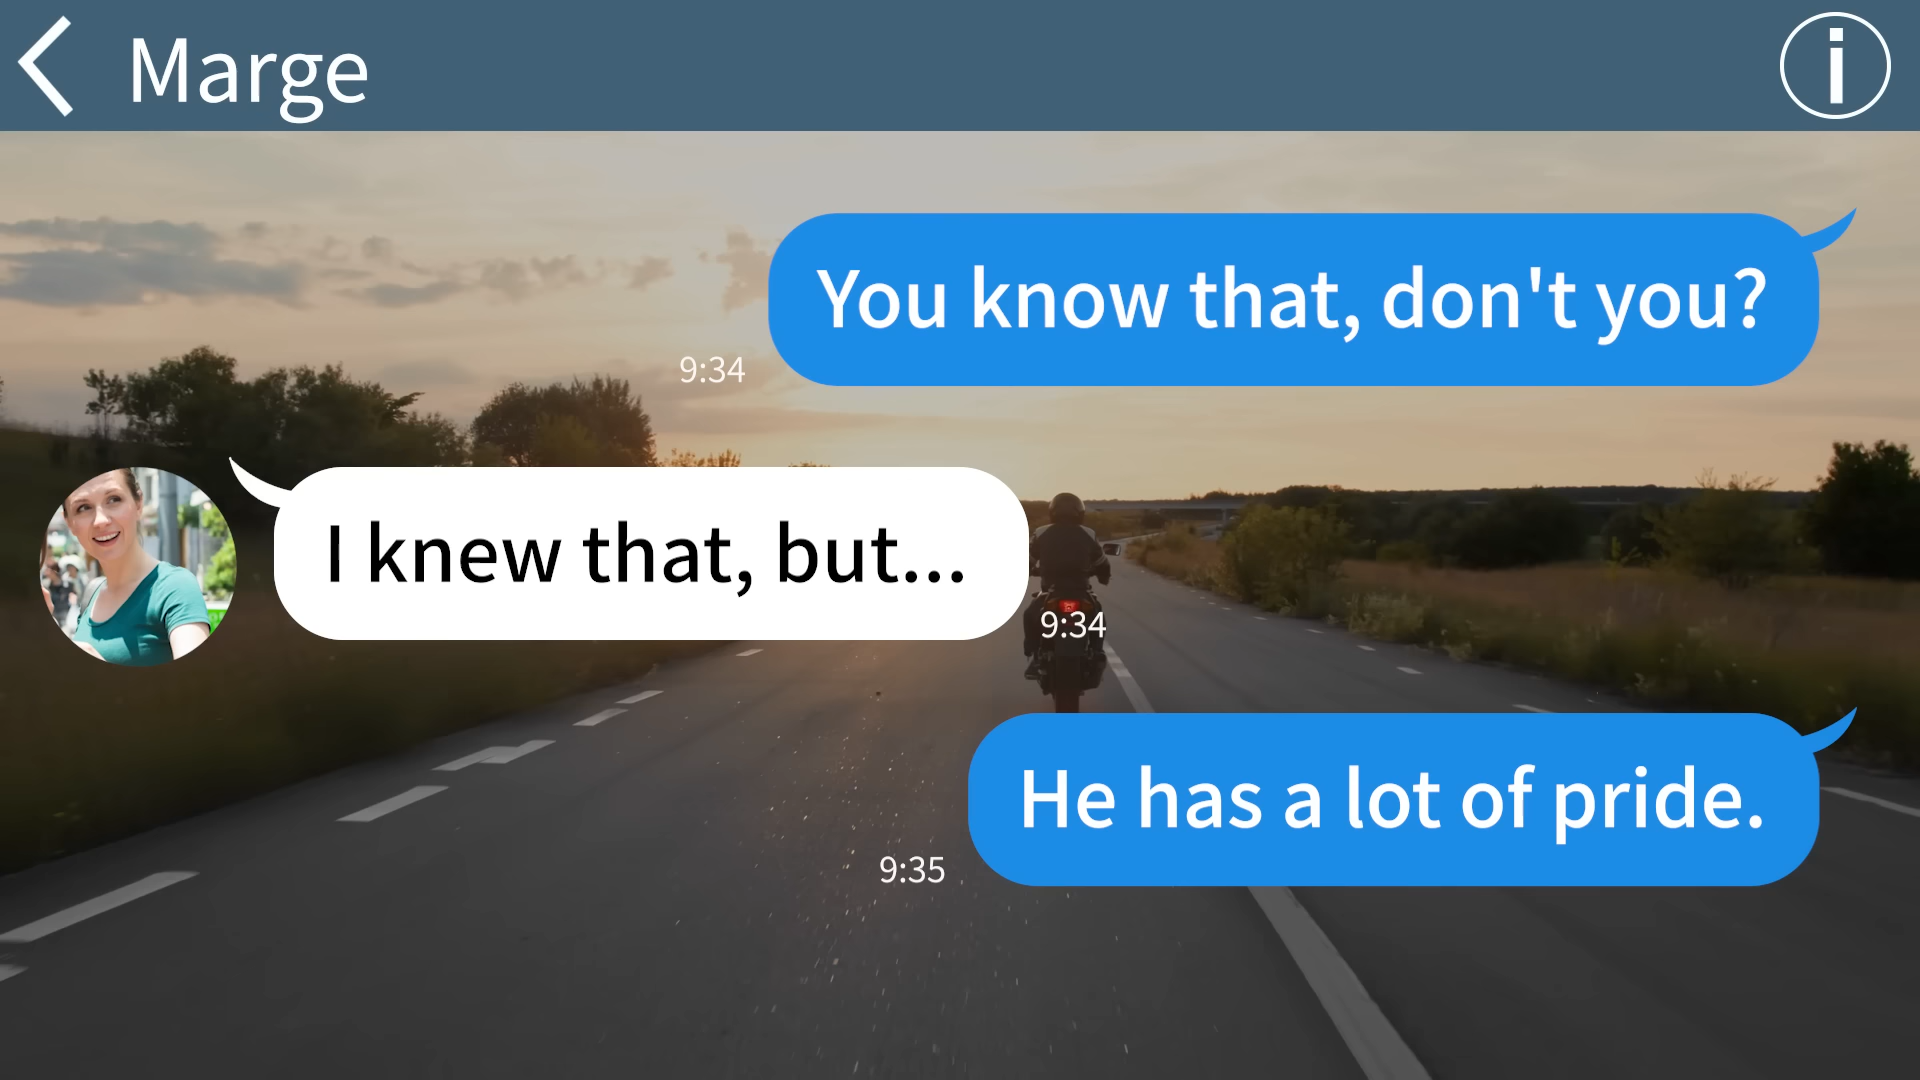 Marge
You know that, don't you?
9:34
I knew that, but...
9:34
He has a lot of pride.
9:35